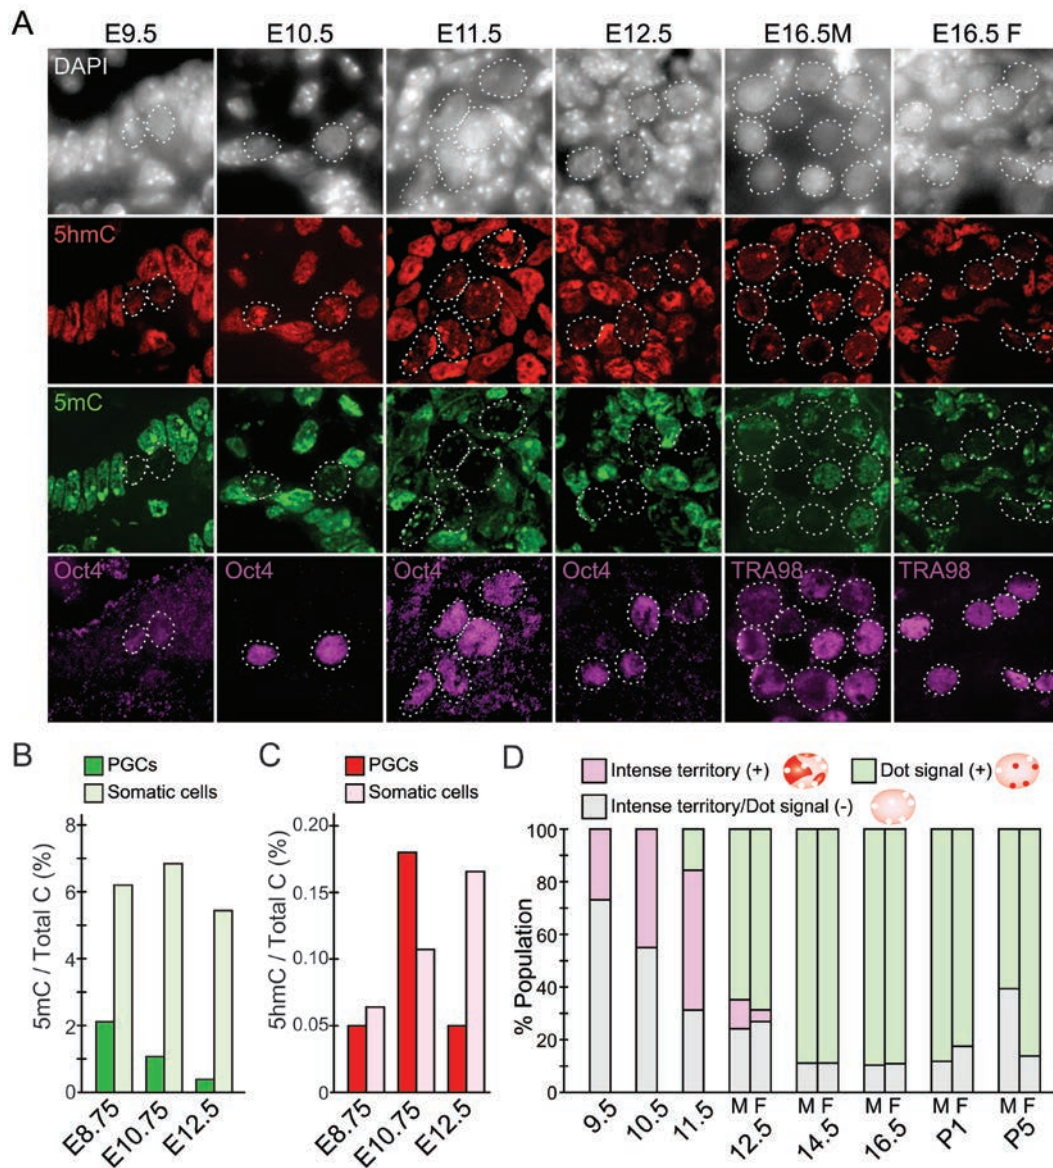 A
E9.5 E10.5 E11.5 E12.5 E16.5M E16.5 F
DAPI
5hmC
5mC
Oct4 Oct4 Oct4 Oct4 TRA98 TRA98
B
PGCs
Somatic cells
5mC / Total C (%)
8
6
4
2
0
E8.75 E10.75 E12.5
C
PGCs
Somatic cells
5hmC / Total C (%)
0.20
0.15
0.10
0.05
0.00
E8.75 E10.75 E12.5
D
Intense territory (+) Dot signal (+)
Intense territory/Dot signal (-)
% Population
100
80
60
40
20
0
M F M F M F M F M F
9.5 10.5 11.5 12.5 14.5 16.5 P1 P5